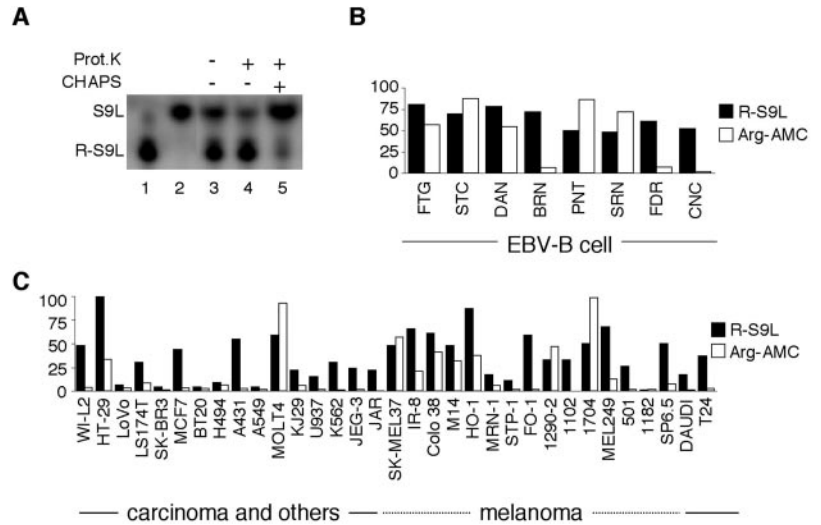 A
Prot.K - + +
CHAPS - - +
S9L
R-S9L
1 2 3 4 5
B
100
75
50
25
0
R-S9L
Arg-AMC
FTG STC DAN BRN PNT SRN FDR CNC
EBV-B cell
C
100
75
50
25
0
R-S9L
Arg-AMC
WI-L2 HT-29 LoVo LS174T SK-BR3 MCF7 BT20 H494 A431 A549 MOLT4 KJ29 U937 K562 JEG-3 JAR SK-MEL37 IR-8 Colo 38 M14 HO-1 MRN-1 STP-1 FO-1 1290-2 1102 1704 MEL249 501 1182 SP6.5 DAUDI T24
carcinoma and others melanoma